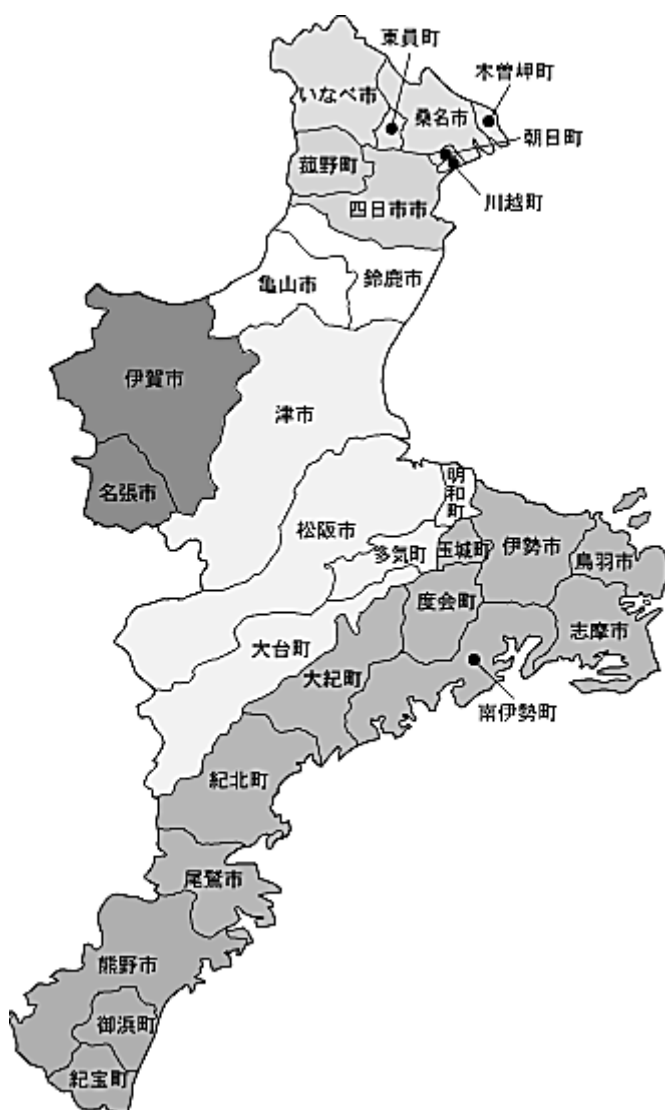 東員町
木曽岬町
いなべ市
桑名市
朝日町
菰野町
川越町
四日市市
亀山市
鈴鹿市
伊賀市
津市
名張市
明和町
松阪市
多気町
玉城町
伊勢市
鳥羽市
度会町
志摩市
大台町
大紀町
南伊勢町
紀北町
尾鷲市
熊野市
御浜町
紀宝町